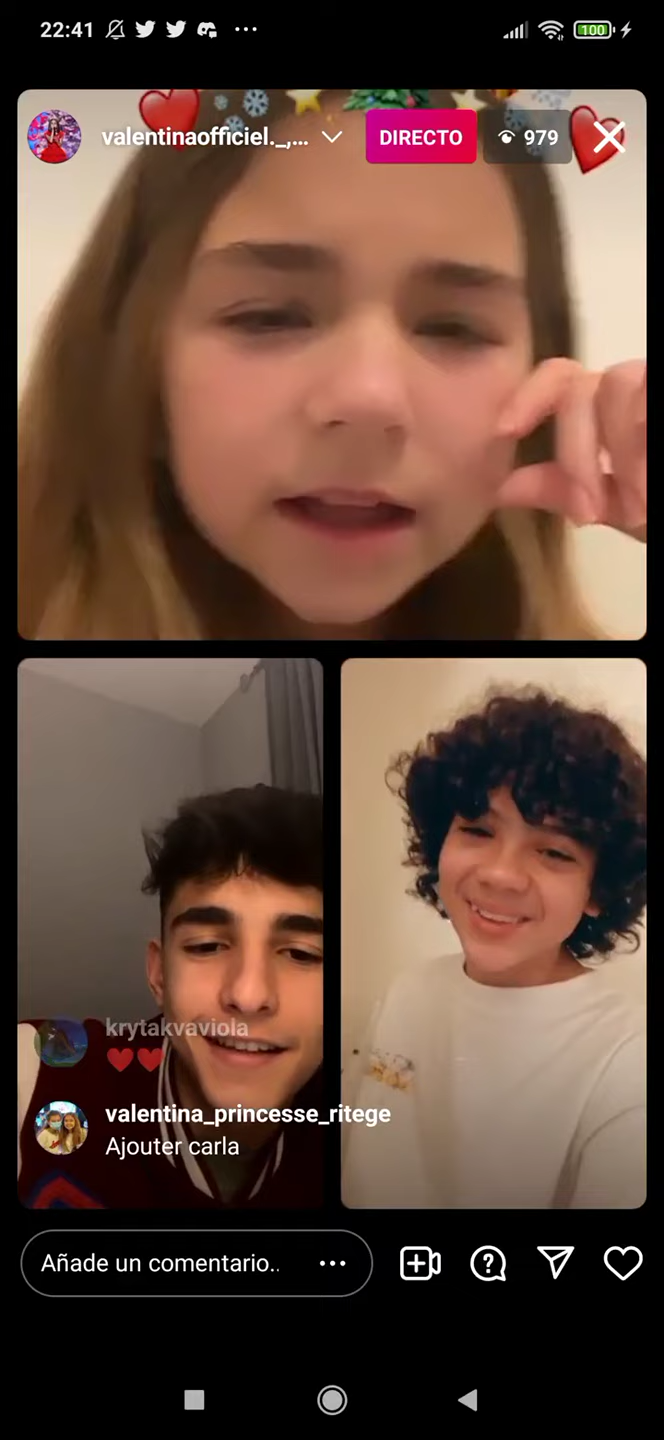 22:41
100
valentinaofficiel._,...
DIRECTO
979
krytakvaviola
valentina_princesse_ritege
Ajouter carla
Añade un comentario..